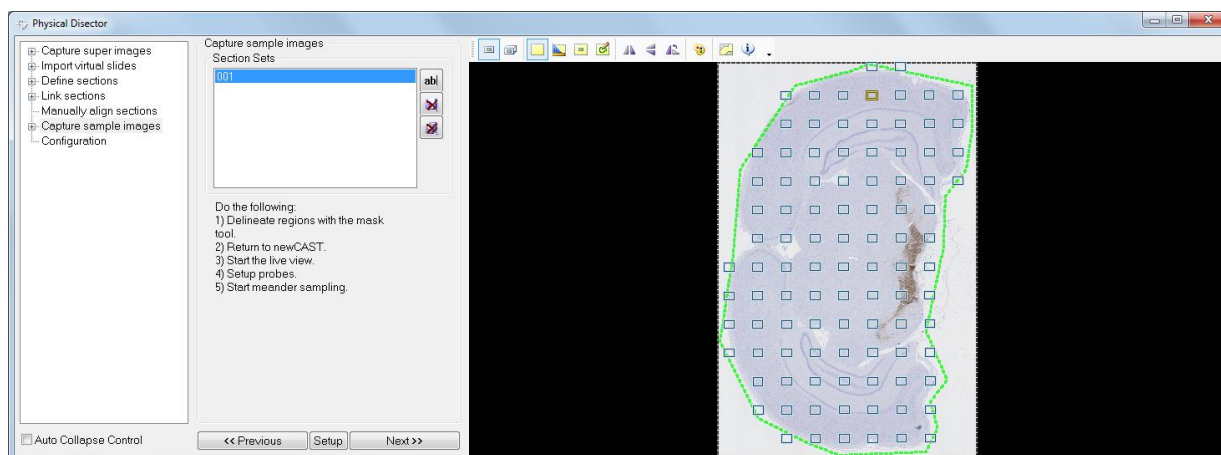 Physical Disector
Capture super images
Import virtual slides
Define sections
Link sections
Manually align sections
Capture sample images
Configuration
Auto Collapse Control
Capture sample images
Section Sets
001
ab|
Do the following:
1) Delineate regions with the mask
tool.
2) Return to newCAST.
3) Start the live view.
4) Setup probes.
5) Start meander sampling.
<< Previous
Setup
Next >>